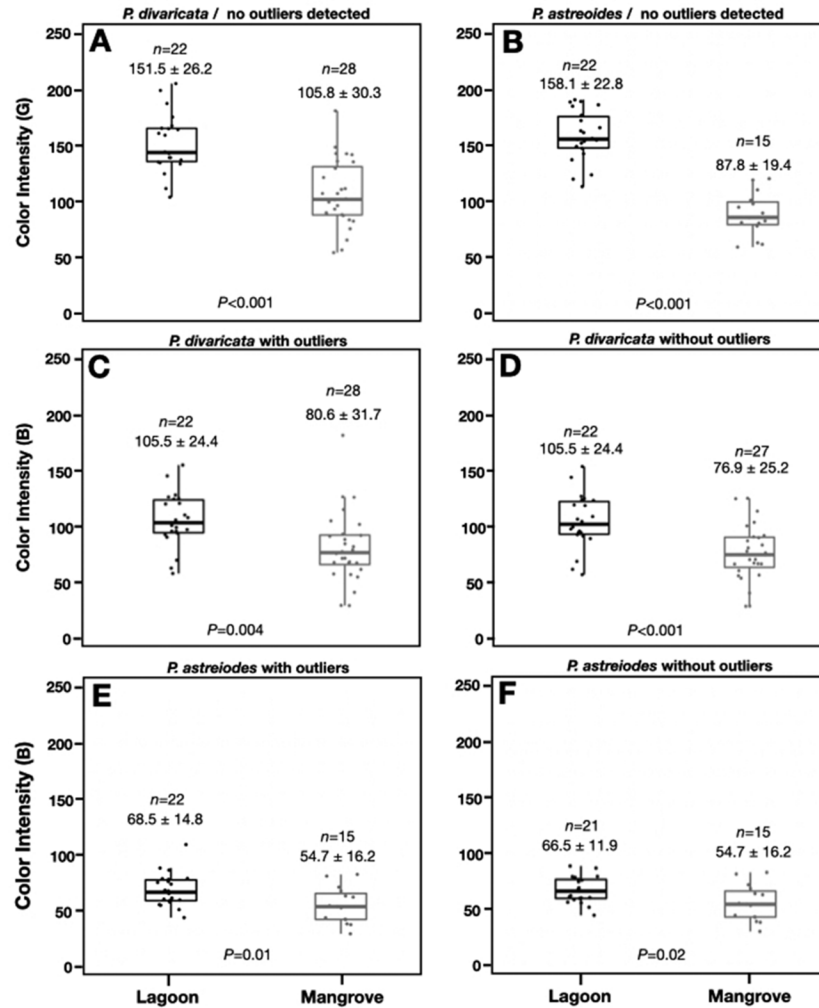 P. divaricata / no outliers detected
A
Color Intensity (G)
250
200
150
100
50
0
n=22
151.5 ± 26.2
n=28
105.8 ± 30.3
P<0.001
P. astreoides / no outliers detected
B
250
200
150
100
50
0
n=22
158.1 ± 22.8
n=15
87.8 ± 19.4
P<0.001
P. divaricata with outliers
C
Color Intensity (B)
250
200
150
100
50
0
n=22
105.5 ± 24.4
n=28
80.6 ± 31.7
P=0.004
P. divaricata without outliers
D
250
200
150
100
50
0
n=22
105.5 ± 24.4
n=27
76.9 ± 25.2
P<0.001
P. astreiodes with outliers
E
Color Intensity (B)
250
200
150
100
50
0
n=22
68.5 ± 14.8
n=15
54.7 ± 16.2
P=0.01
Lagoon
Mangrove
P. astreiodes without outliers
F
250
200
150
100
50
0
n=21
66.5 ± 11.9
n=15
54.7 ± 16.2
P=0.02
Lagoon
Mangrove